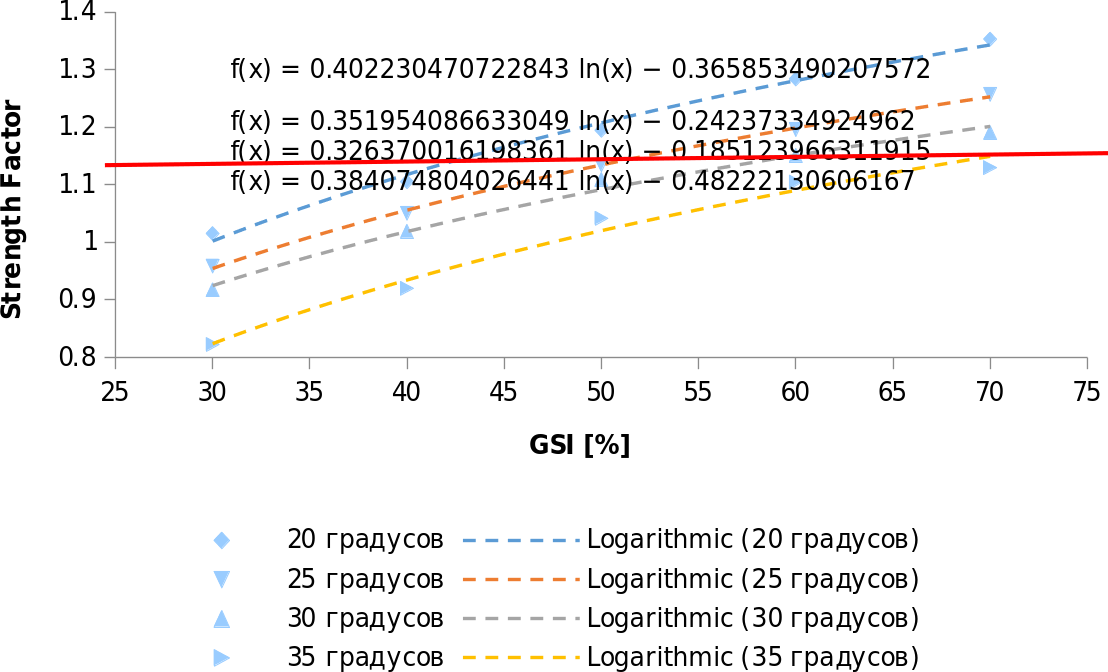 1.4
1.3
1.2
1.1
1
0.9
0.8
Strength Factor
f(x) = 0.402230470722843 ln(x) − 0.365853490207572
f(x) = 0.351954086633049 ln(x) − 0.24237334924962
f(x) = 0.326370016198361 ln(x) − 0.185123966311915
f(x) = 0.384674804026441 ln(x) − 0.48222130606167
25 30 35 40 45 50 55 60 65 70 75
GSI [%]
20 градусов Logarithmic (20 градусов)
25 градусов Logarithmic (25 градусов)
30 градусов Logarithmic (30 градусов)
35 градусов Logarithmic (35 градусов)